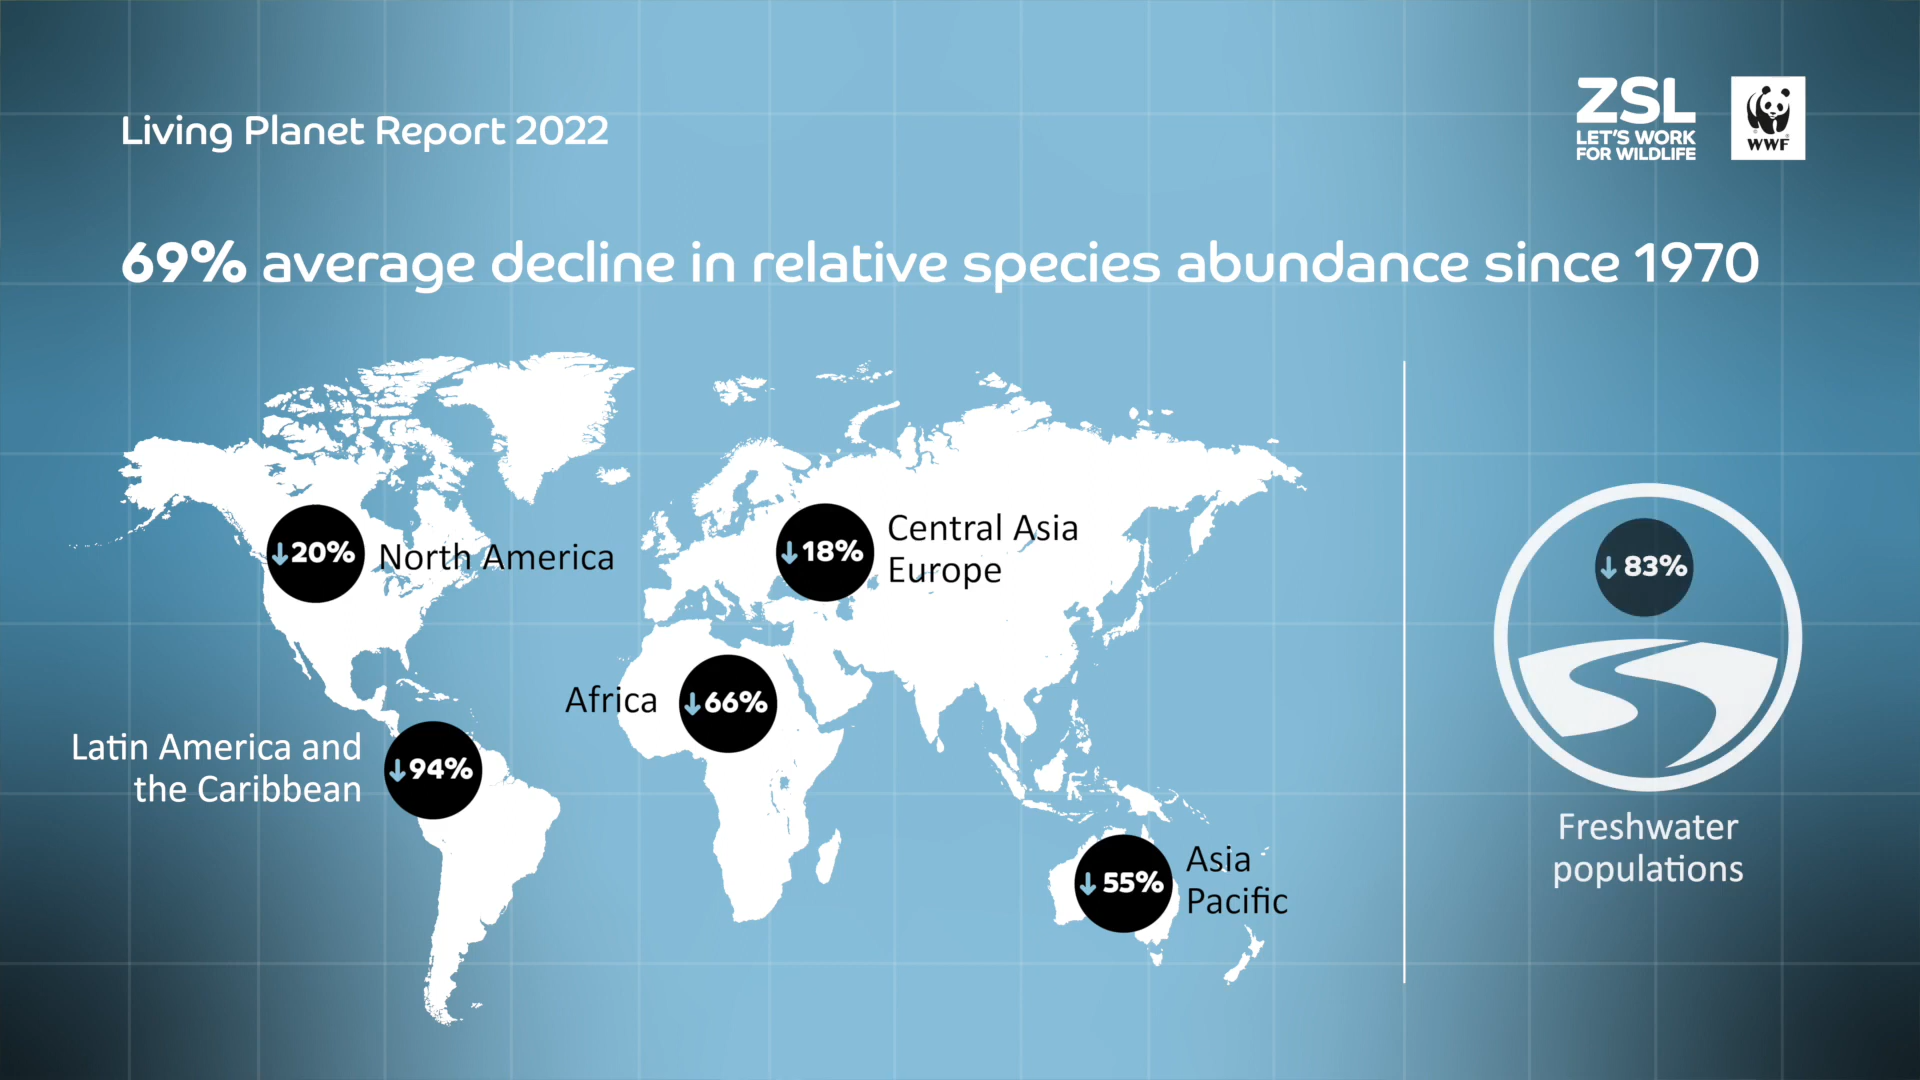 Living Planet Report 2022
ZSL
LET'S WORK
FOR WILDLIFE
WWF
69% average decline in relative species abundance since 1970
↓20%
North America
↓18%
Central Asia
Europe
Africa
↓66%
Latin America and
the Caribbean
↓94%
↓55%
Asia
Pacific
↓83%
Freshwater
populations